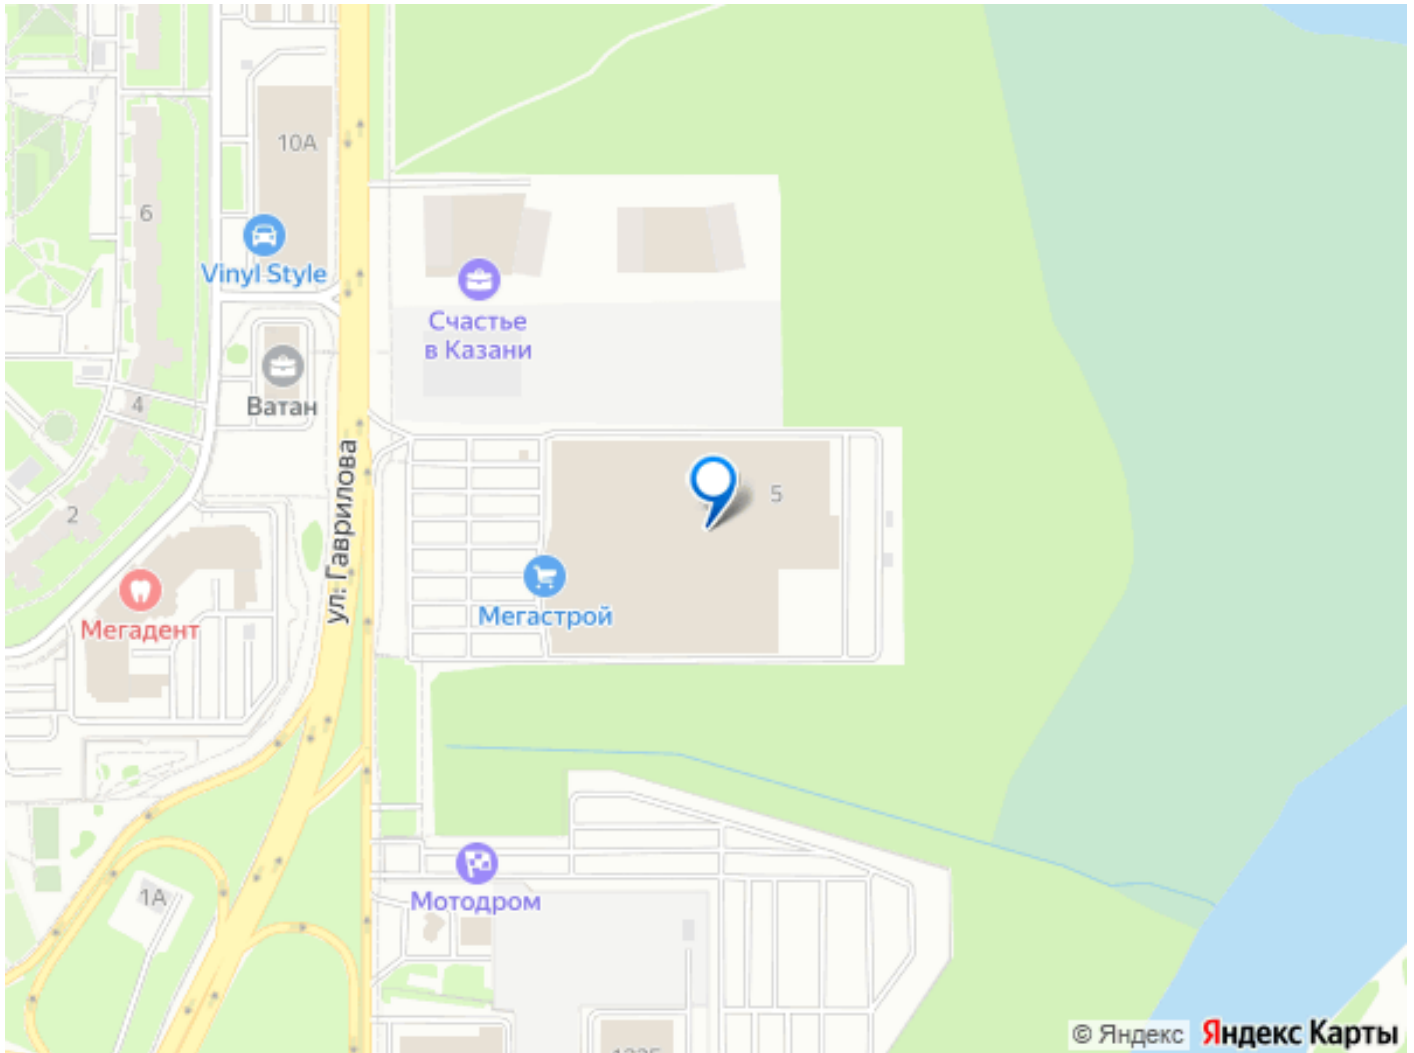 10А
6
Vinyl Style
Счастье
в Казани
Ватан
4
ул. Гаврилова
5
2
Мегастрой
Мегадент
1А
Мотодром
© Яндекс Яндекс Карты